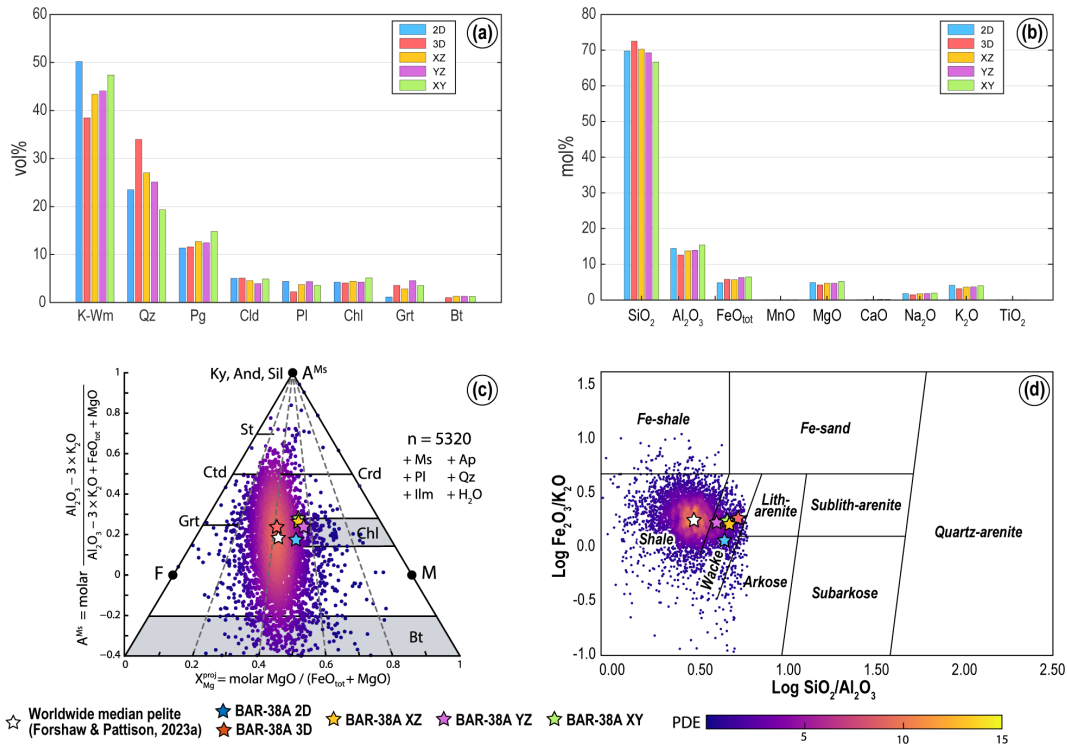 (a)
60
50
40
30
20
10
0
vol%
2D
3D
XZ
YZ
XY
K-Wm Qz Pg Cld Pl Chl Grt Bt
(b)
80
70
60
50
40
30
20
10
0
mol%
2D
3D
XZ
YZ
XY
SiO₂ Al₂O₃ FeOtot MnO MgO CaO Na₂O K₂O TiO₂
(c)
Ky, And, Sil Aᴹˢ
1
0.8
0.6
0.4
0.2
0
−0.2
−0.4
Aᴹˢ = molar Al₂O₃ − 3 × K₂O
Al₂O₃ − 3 × K₂O + FeOtot + MgO
n = 5320
+ Ms + Ap
+ Pl + Qz
+ Ilm + H₂O
St
Ctd Crd
Grt
Chl
F M
Bt
0 0.2 0.4 0.6 0.8 1
XMgproj = molar MgO / (FeOtot + MgO)
(d)
1.5
1.0
0.5
0.0
-0.5
-1.0
Log Fe₂O₃/K₂O
Fe-shale Fe-sand
Lith-
arenite
Sublith-arenite
Quartz-arenite
Shale
Wacke
Arkose
Subarkose
0.00 0.50 1.00 1.50 2.00 2.50
Log SiO₂/Al₂O₃
Worldwide median pelite
(Forshaw & Pattison, 2023a)
BAR-38A 2D
BAR-38A 3D
BAR-38A XZ
BAR-38A YZ
BAR-38A XY
PDE
5 10 15